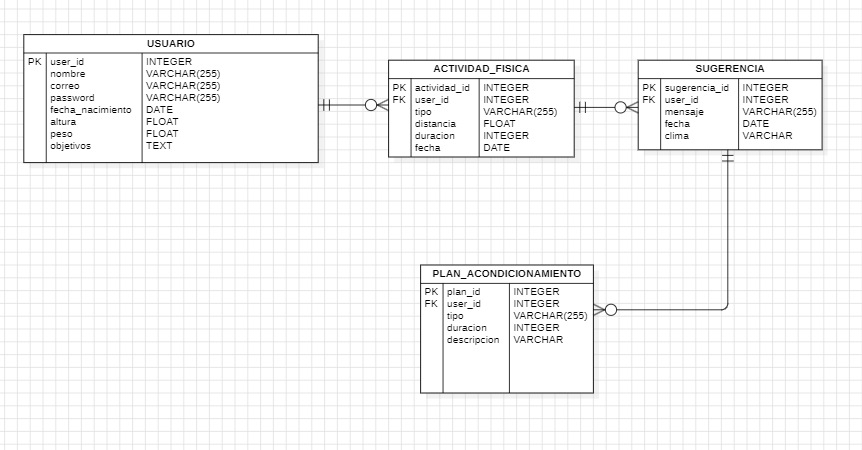 USUARIO
PK user_id INTEGER
nombre VARCHAR(255)
correo VARCHAR(255)
password VARCHAR(255)
fecha_nacimiento DATE
altura FLOAT
peso FLOAT
objetivos TEXT
ACTIVIDAD_FISICA
PK actividad_id INTEGER
FK user_id INTEGER
tipo VARCHAR(255)
distancia FLOAT
duracion INTEGER
fecha DATE
SUGERENCIA
PK sugerencia_id INTEGER
FK user_id INTEGER
mensaje VARCHAR(255)
fecha DATE
clima VARCHAR
PLAN_ACONDICIONAMIENTO
PK plan_id INTEGER
FK user_id INTEGER
tipo VARCHAR(255)
duracion INTEGER
descripcion VARCHAR